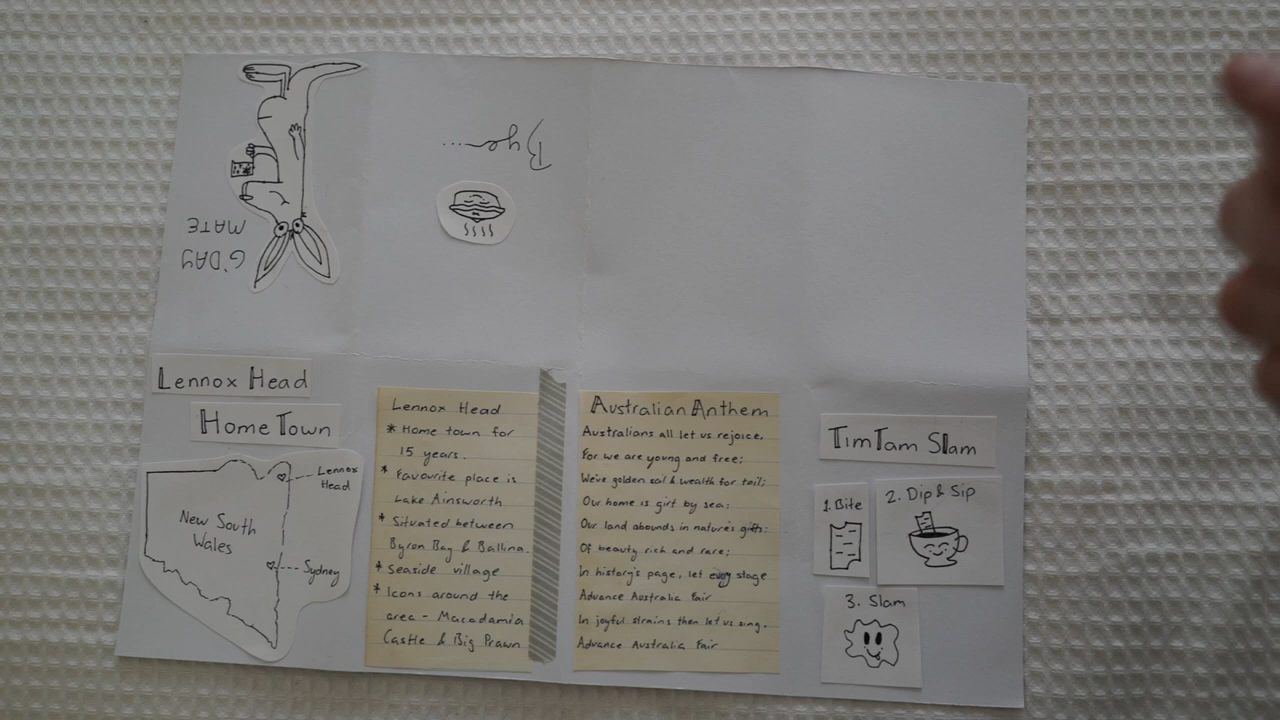 G'DAY
MATE
Bye....
Lennox Head
Home Town
Lennox
Head
New South
Wales
Sydney
Lennox Head
* Home town for
15 years.
* Favourite place is
Lake Ainsworth
* Situated between
Byron Bay & Ballina.
* Seaside village
* Icons around the
area - Macadamia
Castle & Big Prawn
Australian Anthem
Australians all let us rejoice,
For we are young and free;
We've golden soil & wealth for toil;
Our home is girt by sea;
Our land abounds in nature's gifts:
Of beauty rich and rare;
In history's page, let every stage
Advance Australia Fair
In joyful strains then let us sing.
Advance Australia Fair
TimTam Slam
1. Bite
2. Dip & Sip
3. Slam